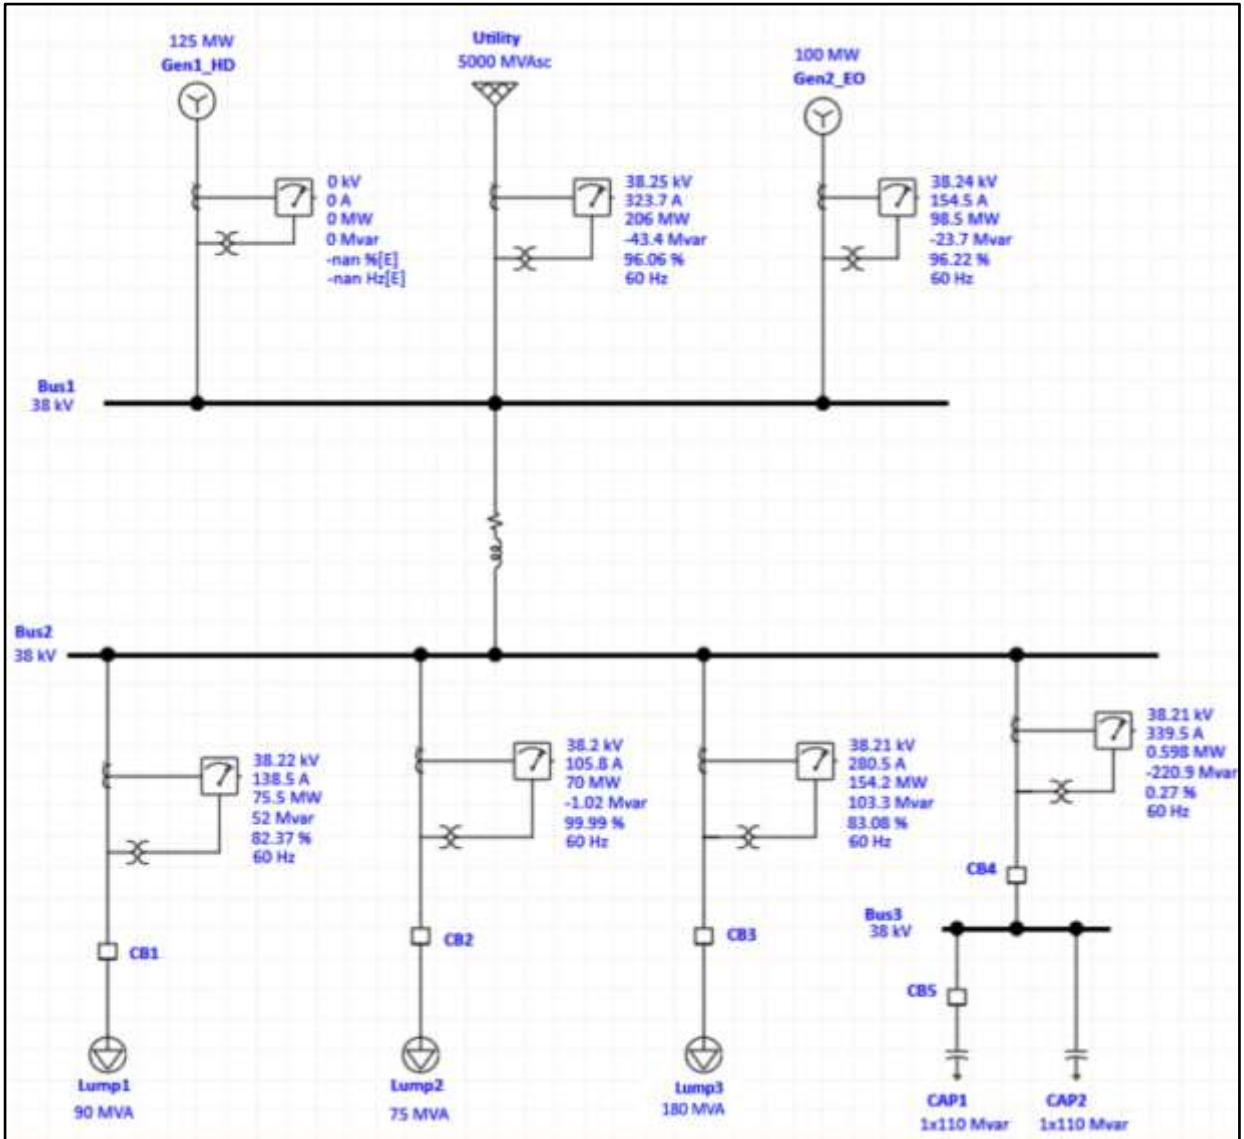 125 MW
Gen1_HD
Utility
5000 MVAsc
100 MW
Gen2_EO
0 kV
0 A
0 MW
0 Mvar
-nan %[E]
-nan Hz[E]
38.25 kV
323.7 A
206 MW
-43.4 Mvar
96.06 %
60 Hz
38.24 kV
154.5 A
98.5 MW
-23.7 Mvar
96.22 %
60 Hz
Bus1
38 kV
Bus2
38 kV
38.22 kV
138.5 A
75.5 MW
52 Mvar
82.37 %
60 Hz
38.2 kV
105.8 A
70 MW
-1.02 Mvar
99.99 %
60 Hz
38.21 kV
280.5 A
154.2 MW
103.3 Mvar
83.08 %
60 Hz
38.21 kV
339.5 A
0.598 MW
-220.9 Mvar
0.27 %
60 Hz
CB1
CB2
CB3
CB4
Bus3
38 kV
CB5
Lump1
90 MVA
Lump2
75 MVA
Lump3
180 MVA
CAP1
1x110 Mvar
CAP2
1x110 Mvar